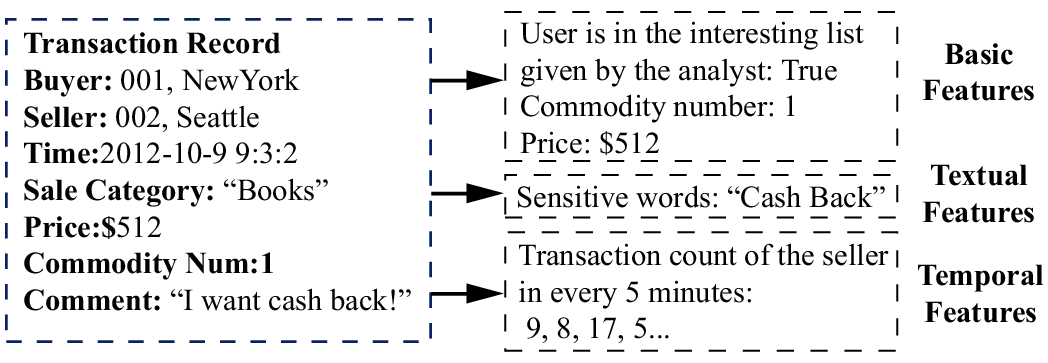 Transaction Record
Buyer: 001, NewYork
Seller: 002, Seattle
Time:2012-10-9 9:3:2
Sale Category: “Books”
Price:$512
Commodity Num:1
Comment: “I want cash back!”
User is in the interesting list
given by the analyst: True
Commodity number: 1
Price: $512
Basic
Features
Sensitive words: “Cash Back”
Textual
Features
Transaction count of the seller
in every 5 minutes:
9, 8, 17, 5...
Temporal
Features